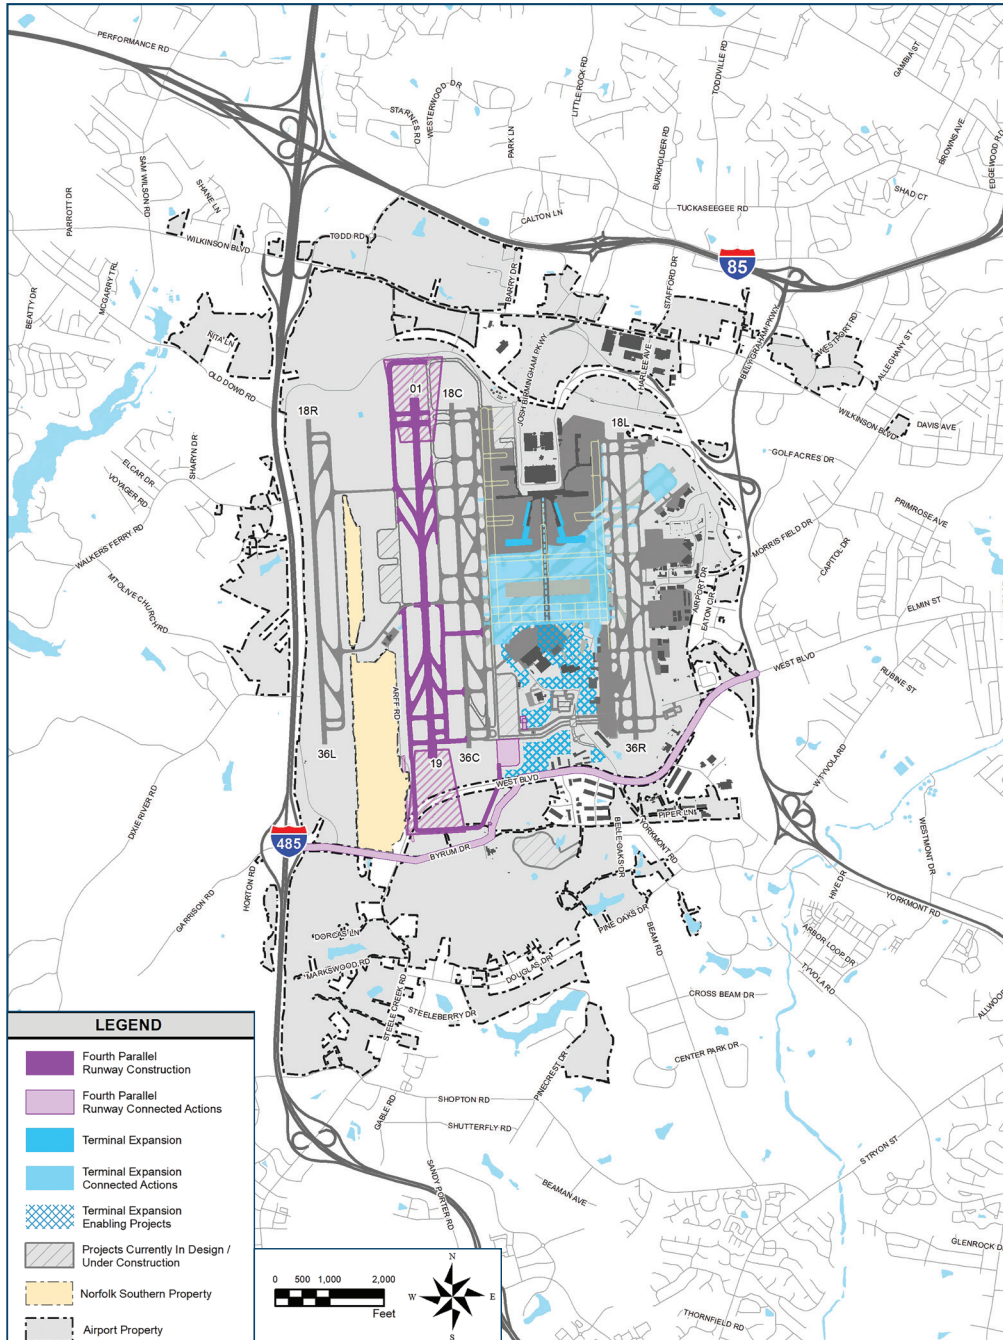 PERFORMANCE RD
STARNES RD
WESTERWOOD DR
PARK LN
LITTLE ROCK RD
TODDVILLE RD
GAMBIA ST
BURKHOLDER RD
BROWNS AVE
EDGEWOOD RD
SHAD CT
TUCKASEEGEE RD
CALTON LN
PARROTT DR
SAM WILSON RD
SHANE LN
WILKINSON BLVD
TODD RD
BARRY DR
STAFFORD DR
85
BEATTY DR
MCGARRY TRL
NITA LN
OLD DOWD RD
JOSH BIRMINGHAM PKWY
HARLEE AVE
BILLY GRAHAM PKWY
WESTPORT RD
ALLEGHANY ST
WILKINSON BLVD
DAVIS AVE
18R
01
18C
18L
GOLF ACRES DR
SHARYN DR
ELCAR DR
VOYAGER RD
WALKERS FERRY RD
MT OLIVE CHURCH RD
MORRIS FIELD DR
PRIMROSE AVE
CAPITOL DR
AIRPORT DR
EATON CIR
ELMIN ST
WEST BLVD
RUBINE ST
ARFF RD
36L
19
36C
36R
WEST BLVD
W TYVOLA RD
DIXIE RIVER RD
485
BYRUM DR
PIPER LN
YORKMONT RD
BELLE OAKS DR
WESTMONT DR
GARRISON RD
HORTON RD
HIVE DR
YORKMONT RD
PINE OAKS DR
BEAM RD
ARBOR LOOP DR
TYVOLA RD
DORCAS LN
MARKSWOOD RD
DOUGLAS DR
STEELE CREEK RD
STEELEBERRY DR
CROSS BEAM DR
CENTER PARK DR
PINECREST DR
GABLE RD
SHOPTON RD
SHUTTERFLY RD
SANDY PORTER RD
BEAMAN AVE
S TRYON ST
GLENROCK D
THORNFIELD RD
LEGEND
Fourth Parallel
Runway Construction
Fourth Parallel
Runway Connected Actions
Terminal Expansion
Terminal Expansion
Connected Actions
Terminal Expansion
Enabling Projects
Projects Currently In Design /
Under Construction
Norfolk Southern Property
Airport Property
0 500 1,000 2,000
Feet
N
W E
S